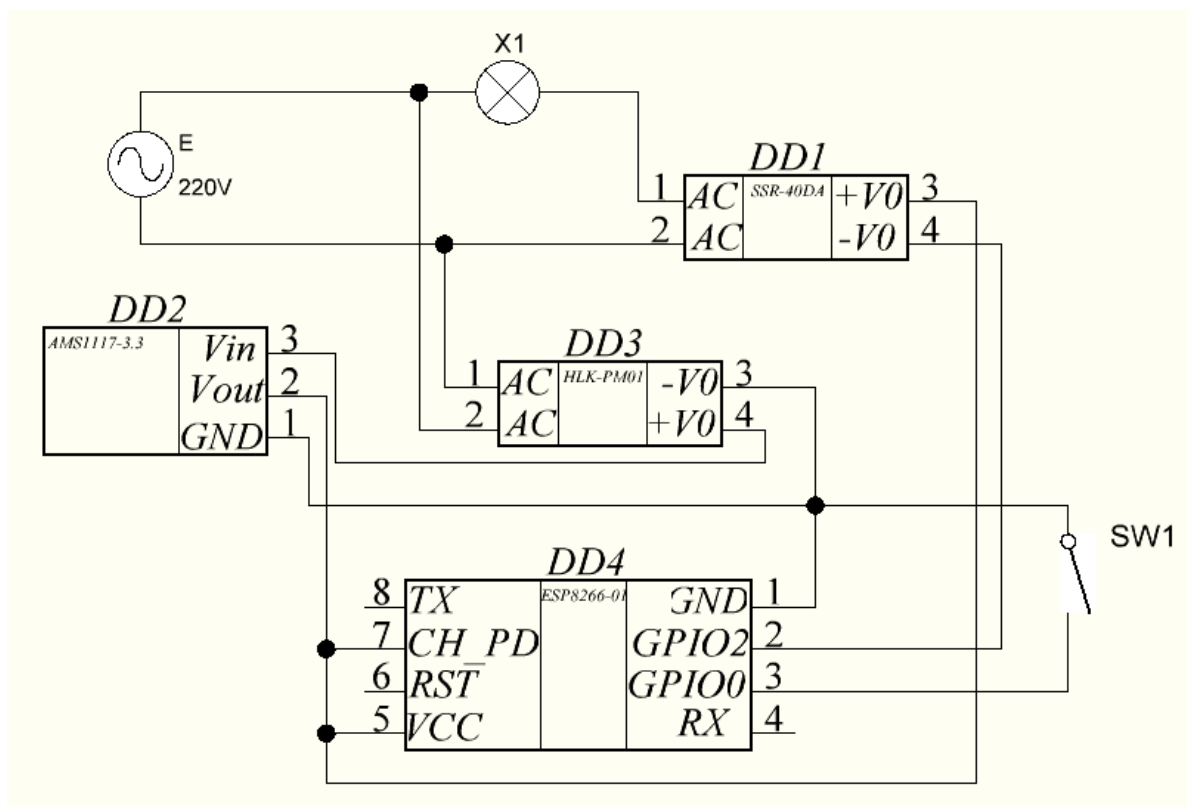 X1
E
220V
DD1
1 AC SSR-40DA +V0 3
2 AC -V0 4
DD2
AMS1117-3.3 Vin 3
Vout 2
GND 1
DD3
1 AC HLK-PM01 -V0 3
2 AC +V0 4
SW1
DD4
8 TX ESP8266-01 GND 1
7 CH_PD GPIO2 2
6 RST GPIO0 3
5 VCC RX 4